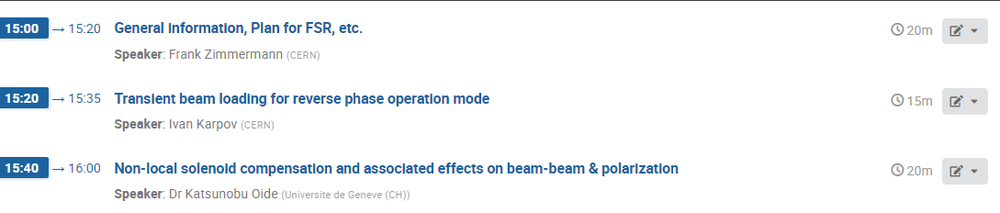 15:00 → 15:20 General information, Plan for FSR, etc. 20m
Speaker: Frank Zimmermann (CERN)
15:20 → 15:35 Transient beam loading for reverse phase operation mode 15m
Speaker: Ivan Karpov (CERN)
15:40 → 16:00 Non-local solenoid compensation and associated effects on beam-beam & polarization 20m
Speaker: Dr Katsunobu Oide (Universite de Geneve (CH))